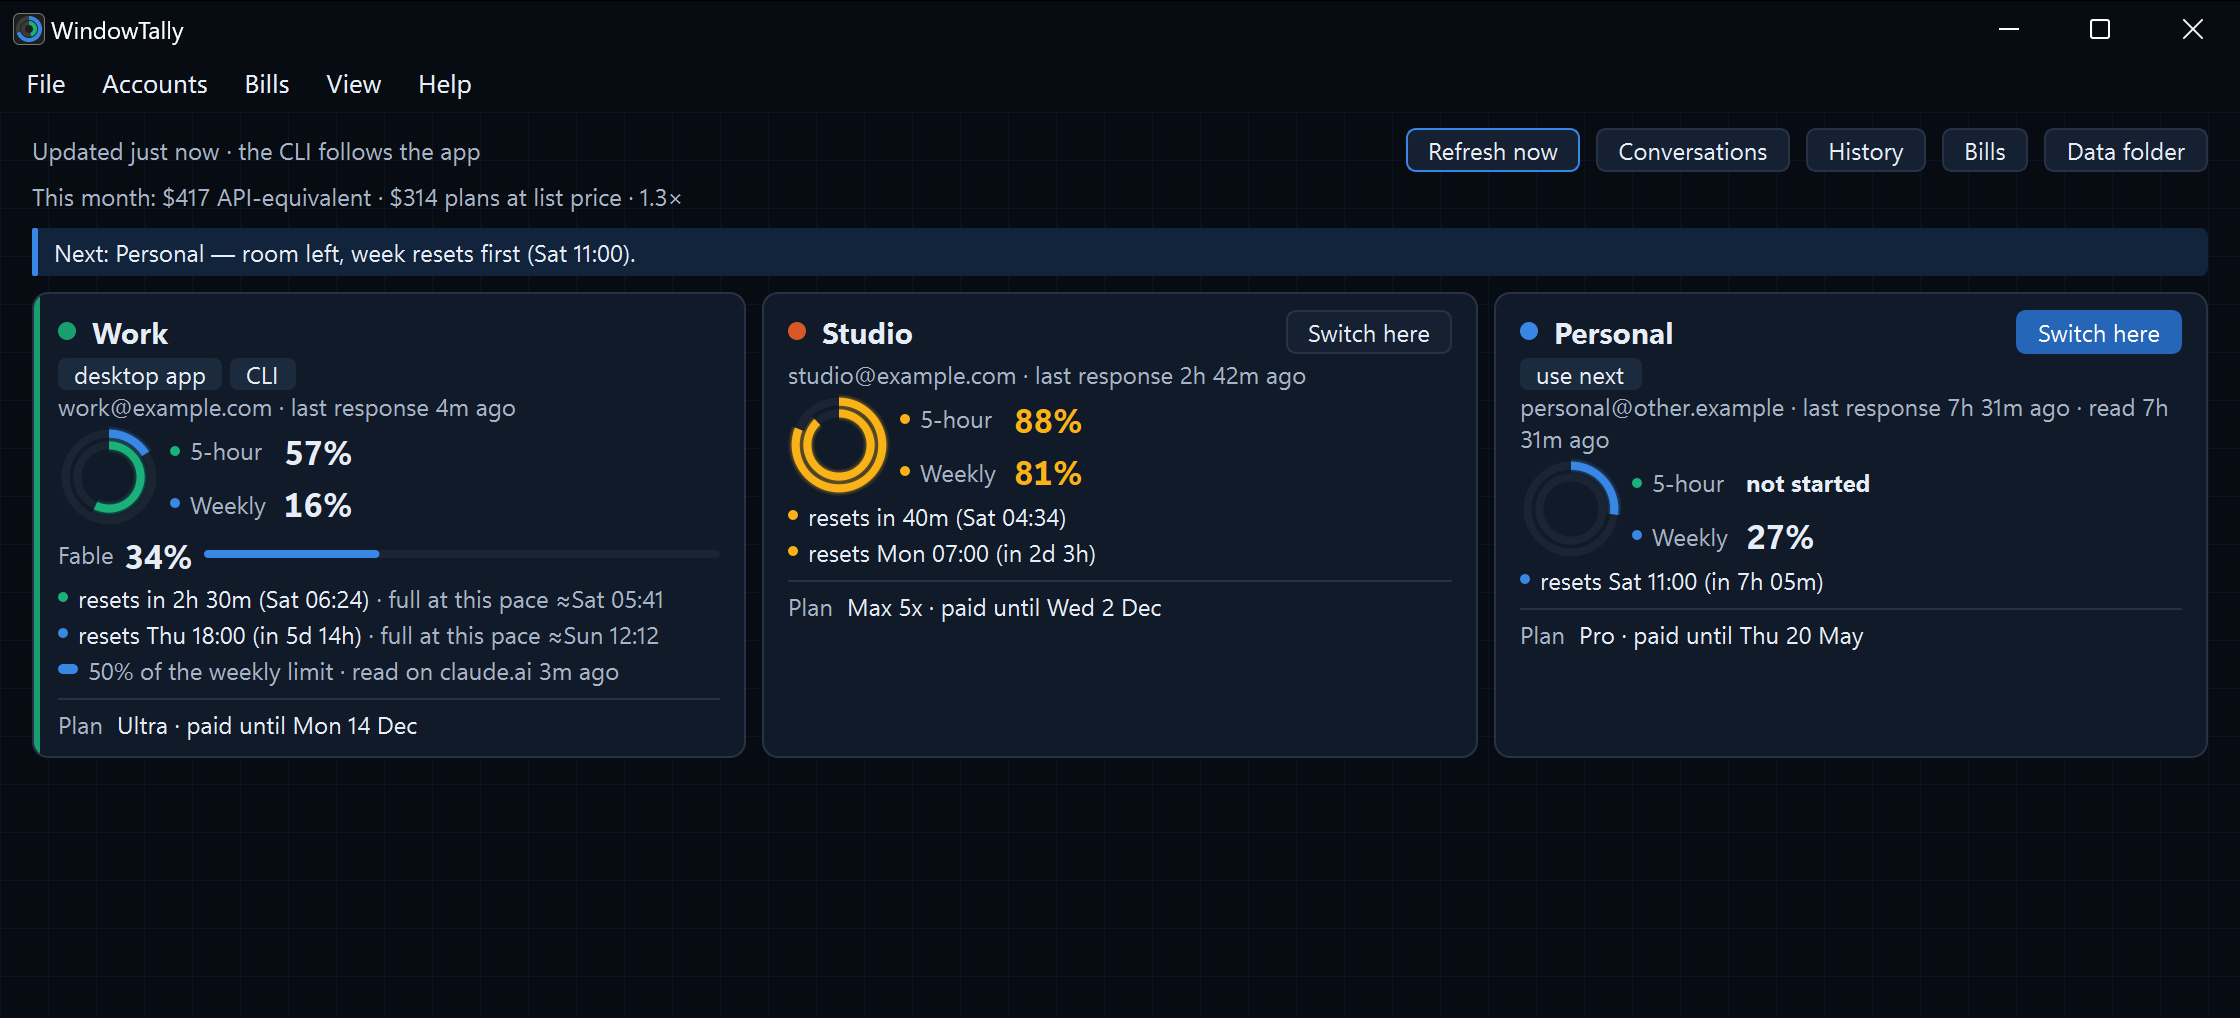 WindowTally
File Accounts Bills View Help
Updated just now · the CLI follows the app
Refresh now Conversations History Bills Data folder
This month: $417 API-equivalent · $314 plans at list price · 1.3×
Next: Personal — room left, week resets first (Sat 11:00).
Work
desktop app CLI
work@example.com · last response 4m ago
5-hour 57%
Weekly 16%
Fable 34%
resets in 2h 30m (Sat 06:24) · full at this pace ≈Sat 05:41
resets Thu 18:00 (in 5d 14h) · full at this pace ≈Sun 12:12
50% of the weekly limit · read on claude.ai 3m ago
Plan Ultra · paid until Mon 14 Dec
Studio Switch here
studio@example.com · last response 2h 42m ago
5-hour 88%
Weekly 81%
resets in 40m (Sat 04:34)
resets Mon 07:00 (in 2d 3h)
Plan Max 5x · paid until Wed 2 Dec
Personal Switch here
use next
personal@other.example · last response 7h 31m ago · read 7h
31m ago
5-hour not started
Weekly 27%
resets Sat 11:00 (in 7h 05m)
Plan Pro · paid until Thu 20 May